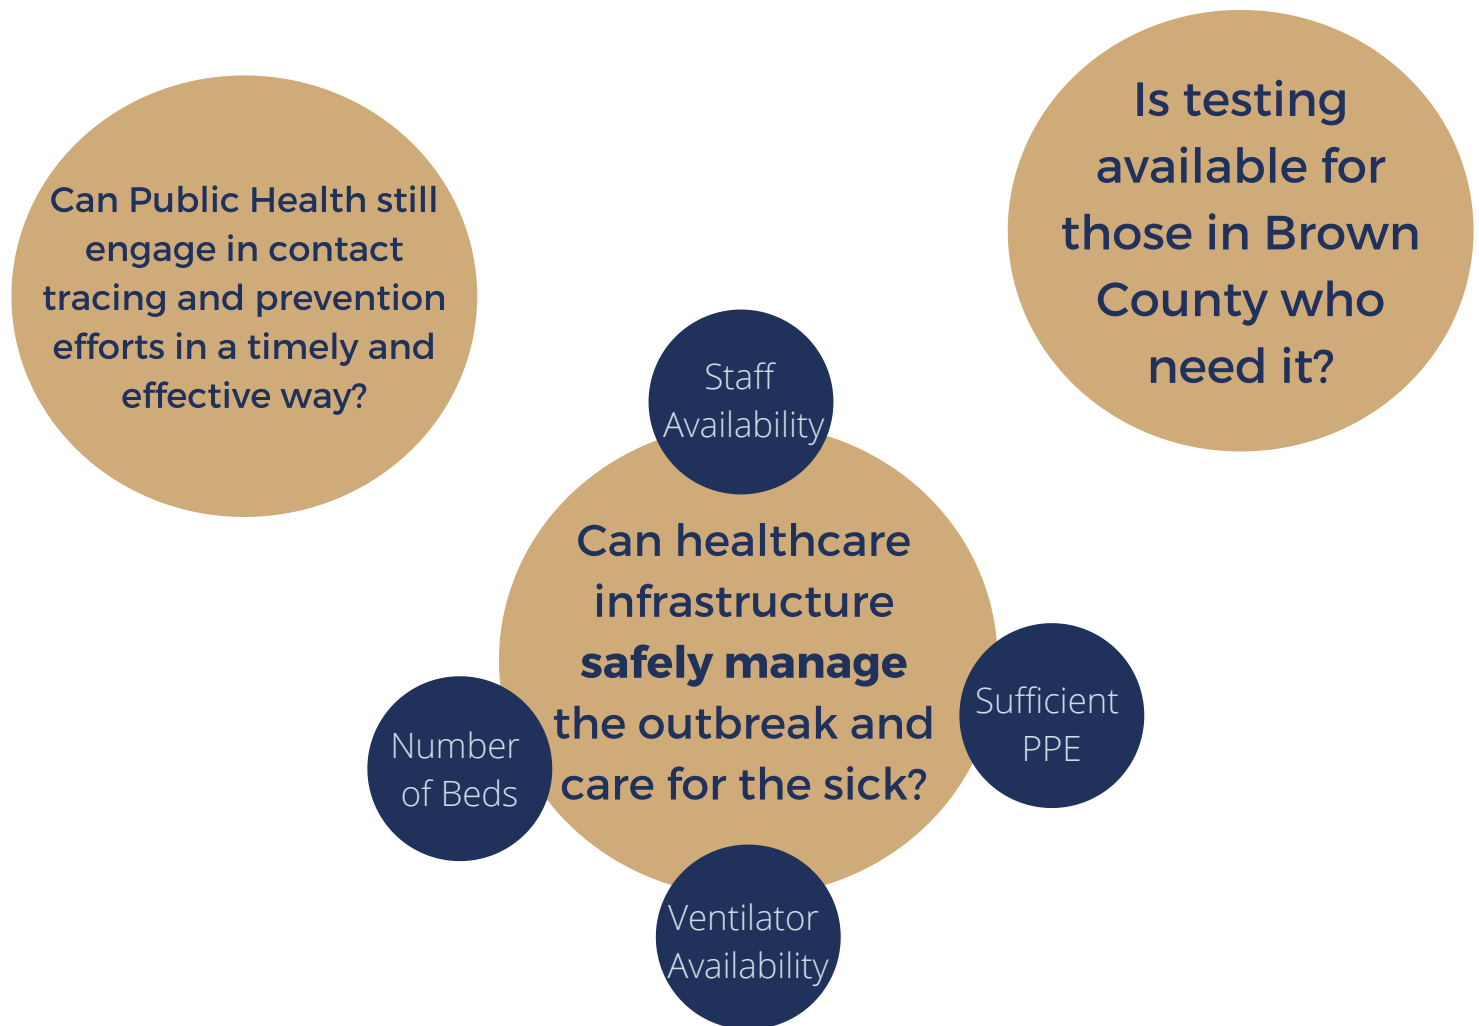 Can Public Health still
engage in contact
tracing and prevention
efforts in a timely and
effective way?
Is testing
available for
those in Brown
County who
need it?
Staff
Availability
Can healthcare
infrastructure
safely manage
the outbreak and
care for the sick?
Number
of Beds
Sufficient
PPE
Ventilator
Availability